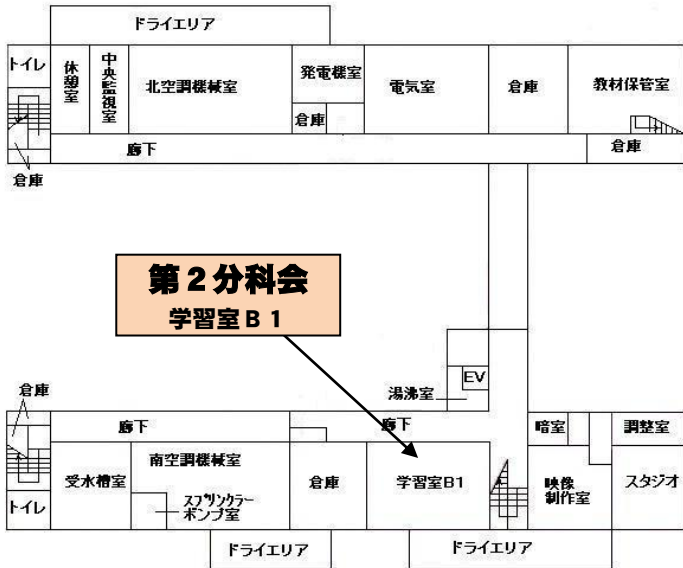 ドライエリア
トイレ
休憩室
中央監視室
北空調機械室
発電機室
倉庫
電気室
倉庫
教材保管室
廊下
倉庫
倉庫
第2分科会
学習室B1
EV
湯沸室
倉庫
廊下
廊下
暗室
調整室
受水槽室
南空調機械室
スプリンクラー
ポンプ室
倉庫
学習室B1
映像
制作室
スタジオ
トイレ
ドライエリア
ドライエリア